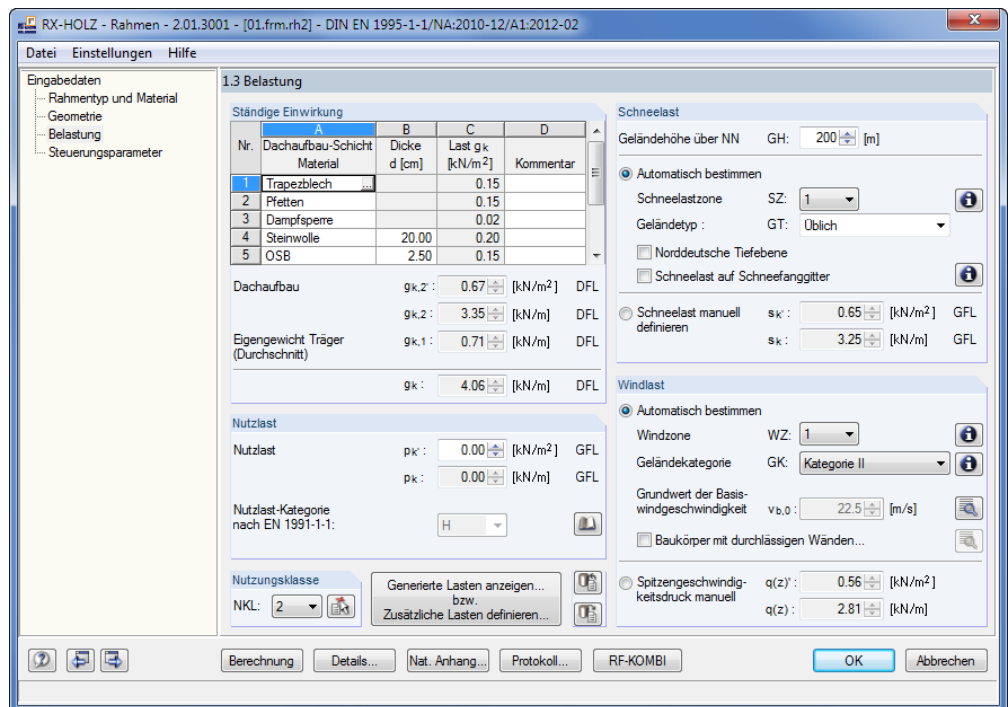 RX-HOLZ - Rahmen - 2.01.3001 - [01.frm.rh2] - DIN EN 1995-1-1/NA:2010-12/A1:2012-02
Datei Einstellungen Hilfe
Eingabedaten
Rahmentyp und Material
Geometrie
Belastung
Steuerungsparameter
1.3 Belastung
Ständige Einwirkung
A B C D
Nr. Dachaufbau-Schicht Dicke Last gk
Material d [cm] [kN/m²] Kommentar
1 Trapezblech ... 0.15
2 Pfetten 0.15
3 Dampfsperre 0.02
4 Steinwolle 20.00 0.20
5 OSB 2.50 0.15
Dachaufbau gk,2' : 0.67 [kN/m²] DFL
gk,2 : 3.35 [kN/m] DFL
Eigengewicht Träger gk,1 : 0.71 [kN/m] DFL
(Durchschnitt)
gk : 4.06 [kN/m] DFL
Nutzlast
Nutzlast pk' : 0.00 [kN/m²] GFL
pk : 0.00 [kN/m] GFL
Nutzlast-Kategorie
nach EN 1991-1-1: H
Nutzungsklasse
NKL: 2
Generierte Lasten anzeigen...
bzw.
Zusätzliche Lasten definieren...
Schneelast
Geländehöhe über NN GH: 200 [m]
Automatisch bestimmen
Schneelastzone SZ: 1
Geländetyp : GT: Üblich
Norddeutsche Tiefebene
Schneelast auf Schneefanggitter
Schneelast manuell sk' : 0.65 [kN/m²] GFL
definieren
sk : 3.25 [kN/m] GFL
Windlast
Automatisch bestimmen
Windzone WZ: 1
Geländekategorie GK: Kategorie II
Grundwert der Basis-
windgeschwindigkeit vb,0 : 22.5 [m/s]
Baukörper mit durchlässigen Wänden...
Spitzengeschwindig- q(z)' : 0.56 [kN/m²]
keitsdruck manuell
q(z) : 2.81 [kN/m]
Berechnung Details... Nat. Anhang... Protokoll... RF-KOMBI OK Abbrechen